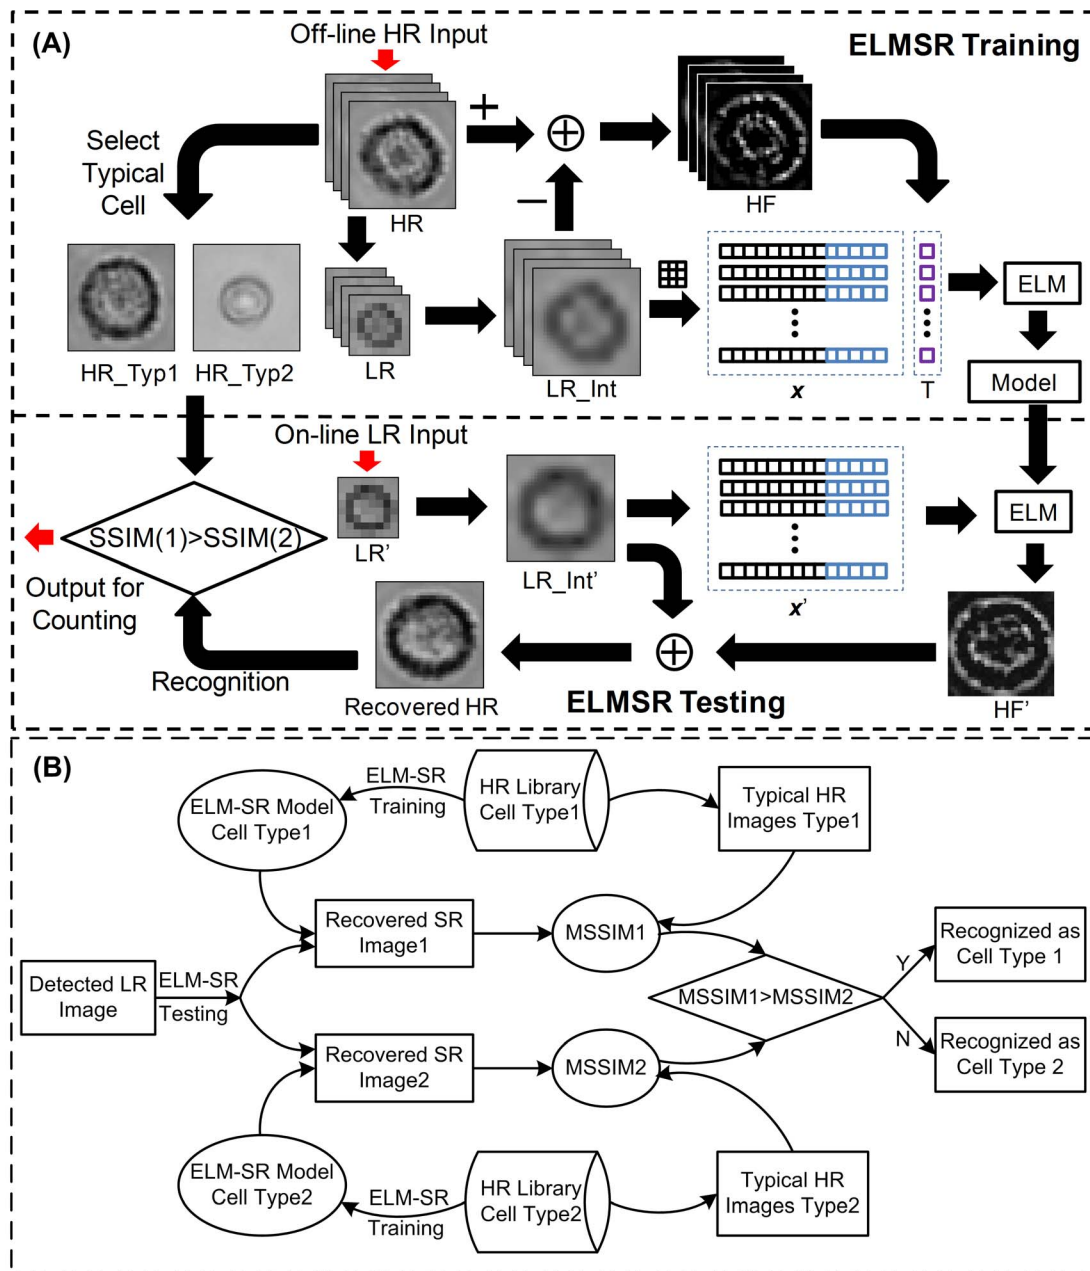 (A)
Off-line HR Input
ELMSR Training
Select
Typical
Cell
+
HR
−
HF
HR_Typ1
HR_Typ2
LR
LR_Int
x
T
ELM
Model
On-line LR Input
SSIM(1)>SSIM(2)
LR'
LR_Int'
x'
ELM
Output for
Counting
Recognition
Recovered HR
ELMSR Testing
HF'
(B)
ELM-SR Model
Cell Type1
ELM-SR
Training
HR Library
Cell Type1
Typical HR
Images Type1
Recovered SR
Image1
MSSIM1
Recognized as
Cell Type 1
Detected LR
Image
ELM-SR
Testing
MSSIM1>MSSIM2
Y
N
Recovered SR
Image2
MSSIM2
Recognized as
Cell Type 2
ELM-SR Model
Cell Type2
ELM-SR
Training
HR Library
Cell Type2
Typical HR
Images Type2